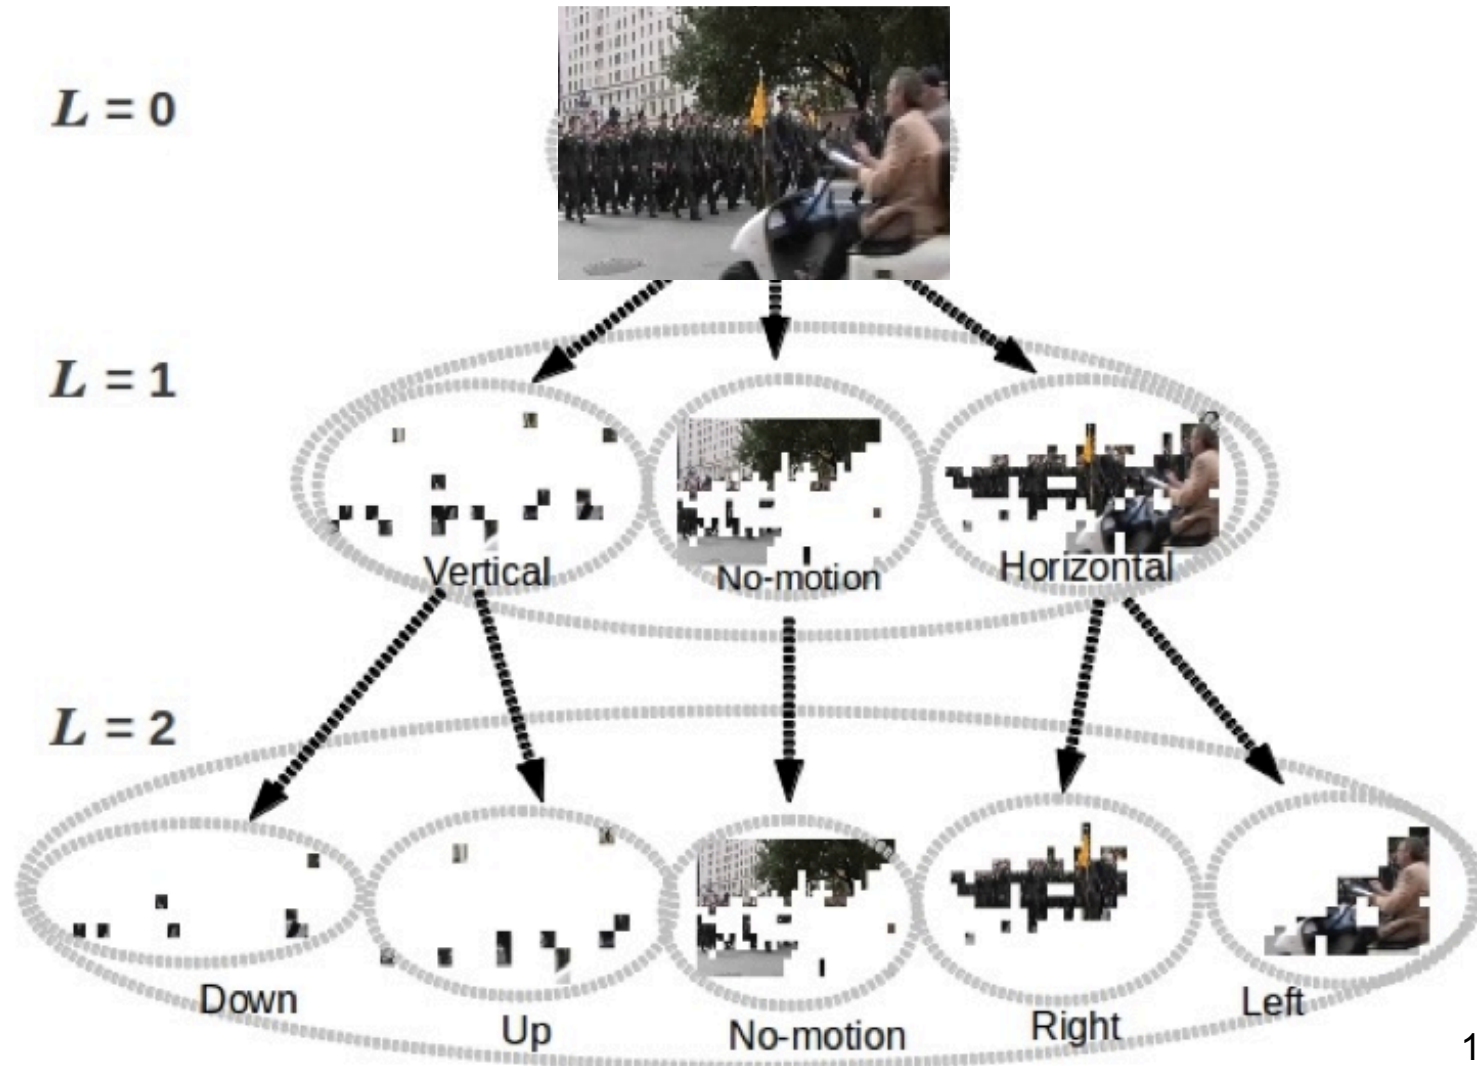 L = 0
L = 1
Vertical
No-motion
Horizontal
L = 2
Down
Up
No-motion
Right
Left
1